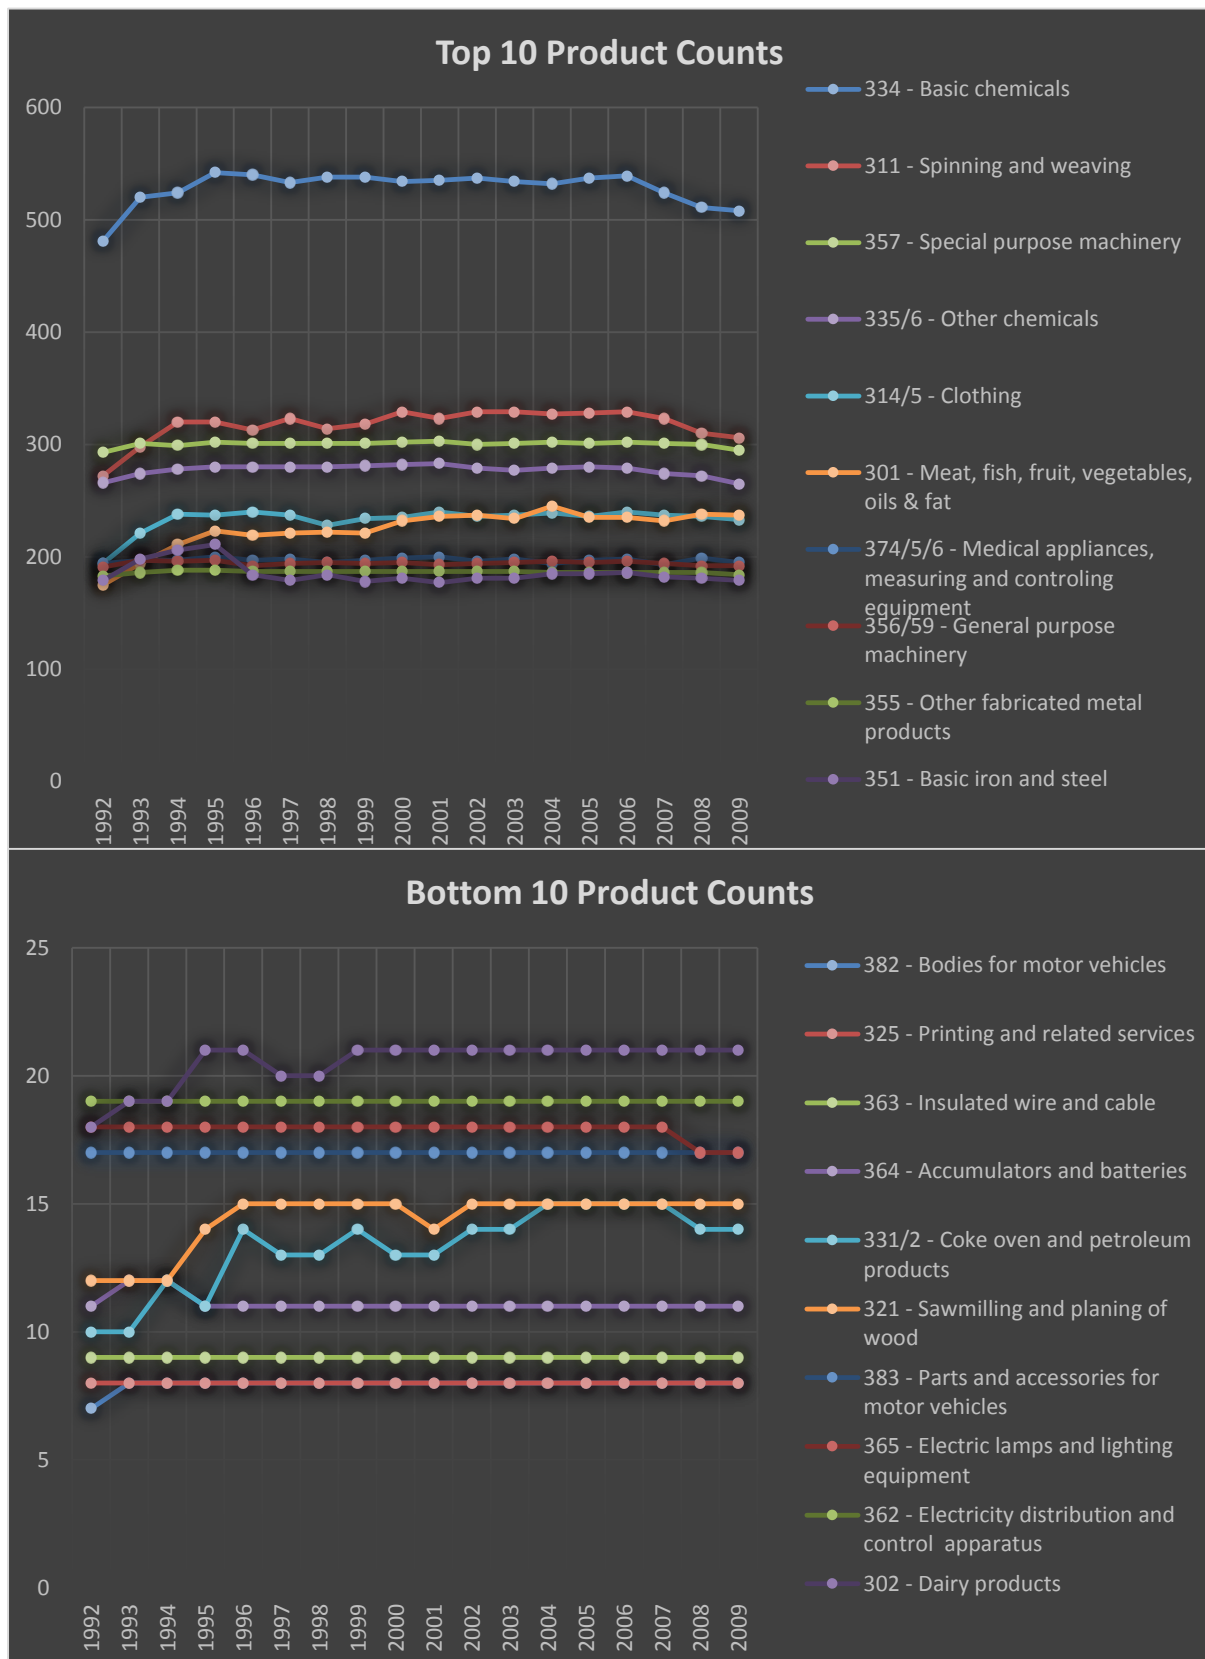 Top 10 Product Counts
600
500
400
300
200
100
0
1992
1993
1994
1995
1996
1997
1998
1999
2000
2001
2002
2003
2004
2005
2006
2007
2008
2009
334 - Basic chemicals
311 - Spinning and weaving
357 - Special purpose machinery
335/6 - Other chemicals
314/5 - Clothing
301 - Meat, fish, fruit, vegetables,
oils & fat
374/5/6 - Medical appliances,
measuring and controling
equipment
356/59 - General purpose
machinery
355 - Other fabricated metal
products
351 - Basic iron and steel
Bottom 10 Product Counts
25
20
15
10
5
0
1992
1993
1994
1995
1996
1997
1998
1999
2000
2001
2002
2003
2004
2005
2006
2007
2008
2009
382 - Bodies for motor vehicles
325 - Printing and related services
363 - Insulated wire and cable
364 - Accumulators and batteries
331/2 - Coke oven and petroleum
products
321 - Sawmilling and planing of
wood
383 - Parts and accessories for
motor vehicles
365 - Electric lamps and lighting
equipment
362 - Electricity distribution and
control  apparatus
302 - Dairy products